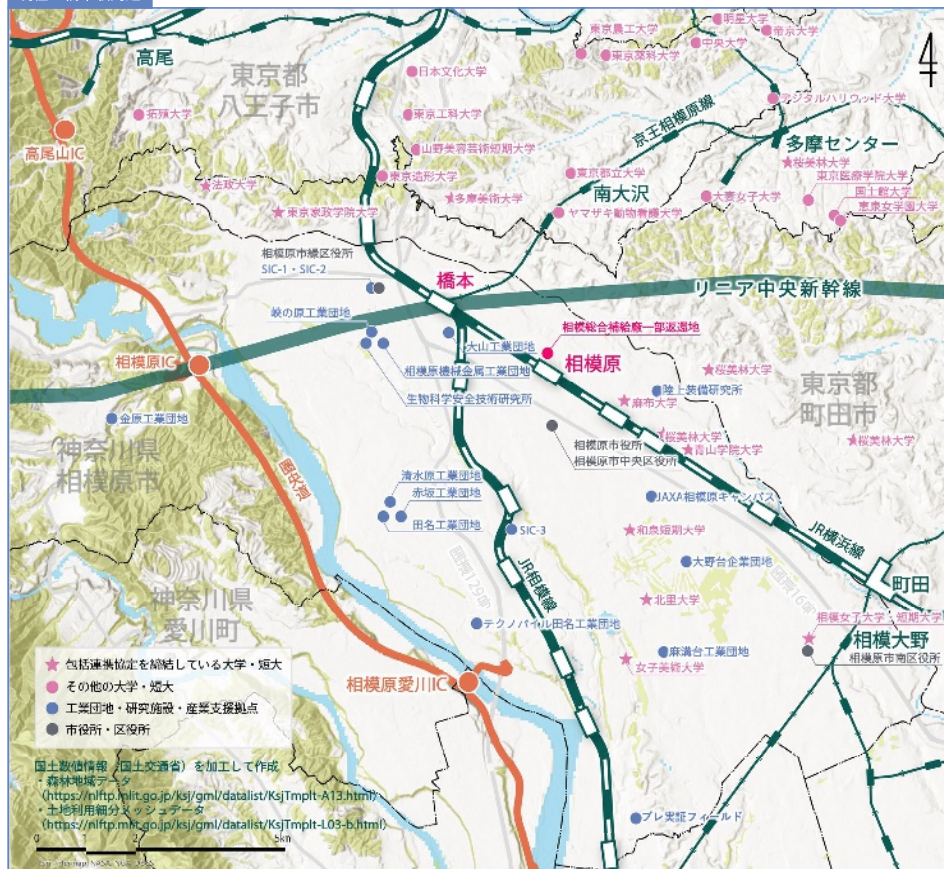 高尾
東京都
八王子市
日本文化大学
東京農工大学
明星大学
帝京大学
中央大学
東京薬科大学
拓殖大学
東京工科大学
デジタルハリウッド大学
京王相模原線
多摩センター
高尾山IC
山野美容芸術短期大学
桜美林大学
東京造形大学
東京都立大学
東京医療学院大学
法政大学
多摩美術大学
南大沢
大妻女子大学
国士舘大学
恵泉女学園大学
東京家政学院大学
ヤマザキ動物看護大学
相模原市緑区役所
SIC-1・SIC-2
橋本
リニア中央新幹線
峡の原工業団地
大山工業団地
相模総合補給廠一部返還地
相模原
相模原IC
相模原機械金属工業団地
桜美林大学
東京都
町田市
生物科学安全技術研究所
陸上装備研究所
麻布大学
金原工業団地
神奈川県
相模原市
圏央道
相模原市役所
相模原市中央区役所
桜美林大学
青山学院大学
桜美林大学
清水原工業団地
赤坂工業団地
田名工業団地
SIC-3
JAXA相模原キャンパス
和泉短期大学
JR横浜線
国道129号
国道16号
JR相模線
大野台企業団地
町田
神奈川県
愛川町
北里大学
テクノパイル田名工業団地
相模女子大学・短期大学
相模大野
相模原市南区役所
麻溝台工業団地
女子美術大学
相模原愛川IC
包括連携協定を締結している大学・短大
その他の大学・短大
工業団地・研究施設・産業支援拠点
市役所・区役所
国土数値情報（国土交通省）を加工して作成
・森林地域データ
（https://nlftp.mlit.go.jp/ksj/gml/datalist/KsjTmplt-A13.html）
・土地利用細分メッシュデータ
（https://nlftp.mlit.go.jp/ksj/gml/datalist/KsjTmplt-L03-b.html）
プレ実証フィールド
0 1 2 5km